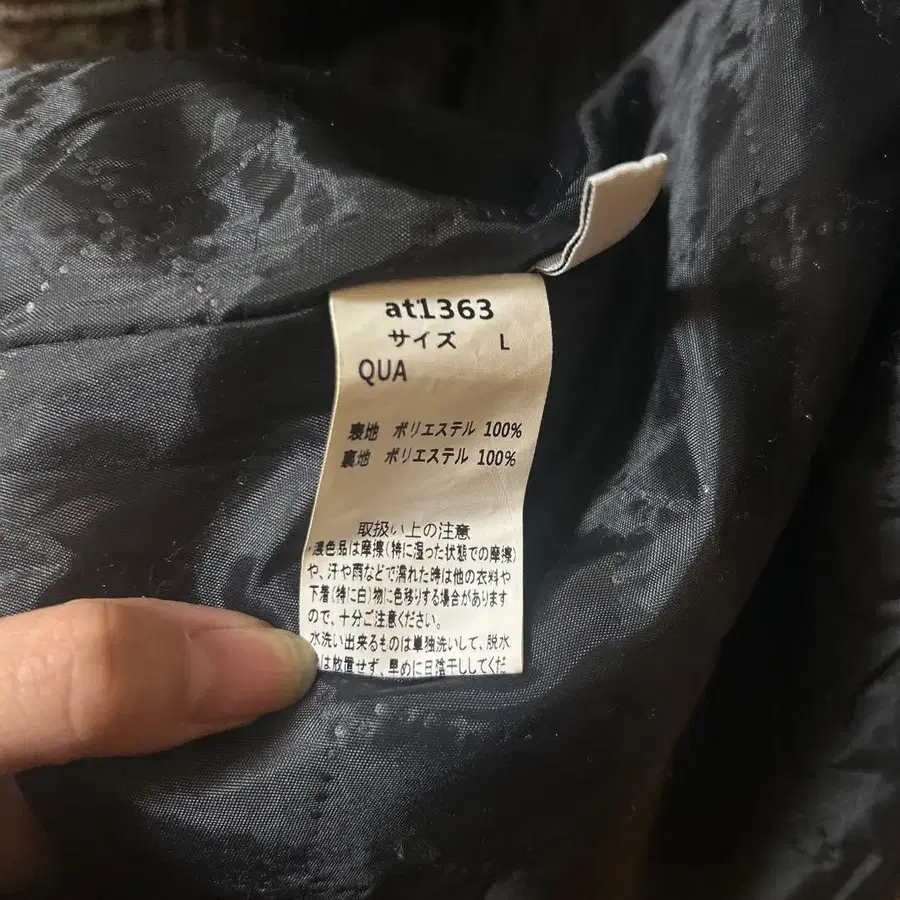 at1363
サイズ L
QUA
表地 ポリエステル 100%
裏地 ポリエステル 100%
取扱い上の注意
・濃色品は摩擦(特に湿った状態での摩擦)
や、汗や雨などで濡れた時は他の衣料や
下着(特に白)物に色移りする場合があります
ので、十分ご注意ください。
水洗い出来るものは単独洗いして、脱水
は放置せず、早めに日陰干ししてくだ